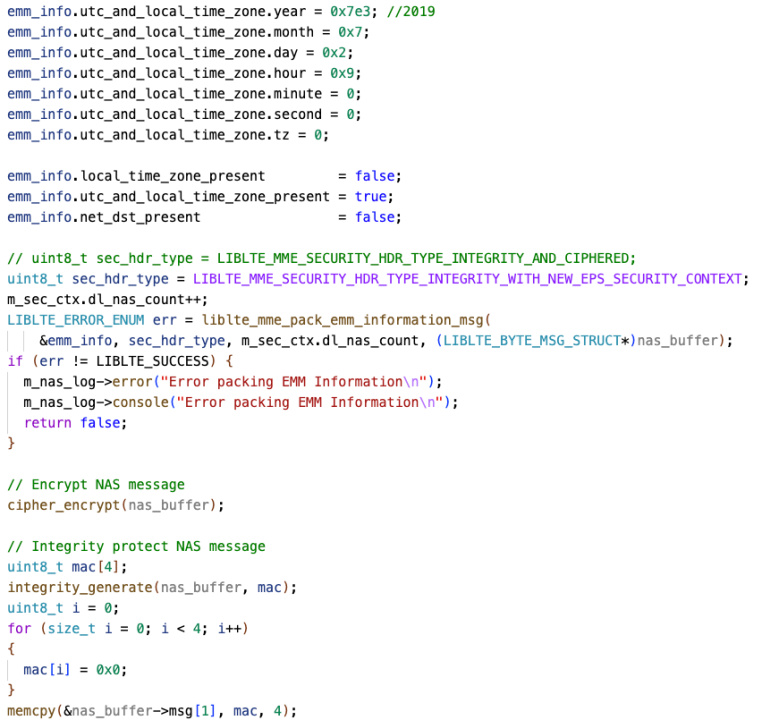 emm_info.utc_and_local_time_zone.year = 0x7e3; //2019
emm_info.utc_and_local_time_zone.month = 0x7;
emm_info.utc_and_local_time_zone.day = 0x2;
emm_info.utc_and_local_time_zone.hour = 0x9;
emm_info.utc_and_local_time_zone.minute = 0;
emm_info.utc_and_local_time_zone.second = 0;
emm_info.utc_and_local_time_zone.tz = 0;
emm_info.local_time_zone_present         = false;
emm_info.utc_and_local_time_zone_present = true;
emm_info.net_dst_present                 = false;
// uint8_t sec_hdr_type = LIBLTE_MME_SECURITY_HDR_TYPE_INTEGRITY_AND_CIPHERED;
uint8_t sec_hdr_type = LIBLTE_MME_SECURITY_HDR_TYPE_INTEGRITY_WITH_NEW_EPS_SECURITY_CONTEXT;
m_sec_ctx.dl_nas_count++;
LIBLTE_ERROR_ENUM err = liblte_mme_pack_emm_information_msg(
    &emm_info, sec_hdr_type, m_sec_ctx.dl_nas_count, (LIBLTE_BYTE_MSG_STRUCT*)nas_buffer);
if (err != LIBLTE_SUCCESS) {
  m_nas_log->error("Error packing EMM Information\n");
  m_nas_log->console("Error packing EMM Information\n");
  return false;
}
// Encrypt NAS message
cipher_encrypt(nas_buffer);
// Integrity protect NAS message
uint8_t mac[4];
integrity_generate(nas_buffer, mac);
uint8_t i = 0;
for (size_t i = 0; i < 4; i++)
{
  mac[i] = 0x0;
}
memcpy(&nas_buffer->msg[1], mac, 4);